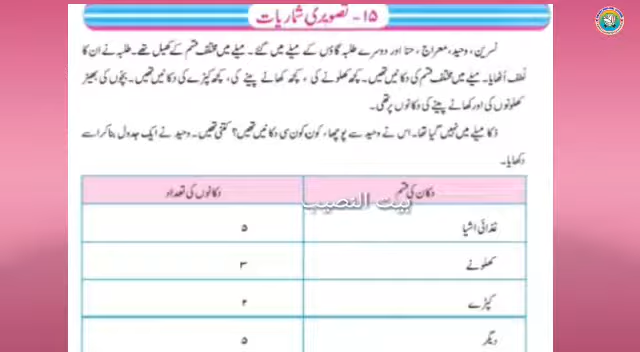 ۱۵- تصویری شماریات
نسرین، وحید، معراج، حنا اور دوسرے طلبہ گاؤں کے میلے میں گئے۔ میلے میں مختلف قسم کے کھیل تھے۔ طلبہ نے ان کا
لطف اُٹھایا۔ میلے میں مختلف قسم کی دکانیں تھیں۔ کچھ کھلونے کی، کچھ کھانے پینے کی، کچھ کپڑے کی دکانیں تھیں۔ بچّوں کی بھیڑ
کھلونوں کی اور کھانے پینے کی دکانوں پر تھی۔
ذکا میلے میں نہیں گیا تھا۔ اس نے وحید سے پوچھا، کون کون سی دکانیں تھیں؟ کتنی تھیں۔ وحید نے ایک جدول بنا کر اسے
دکھایا۔
دکان کی قسم دکانوں کی تعداد
بيت النصيب
غذائی اشیا ۵
کھلونے ۳
کپڑے ۲
دیگر ۵